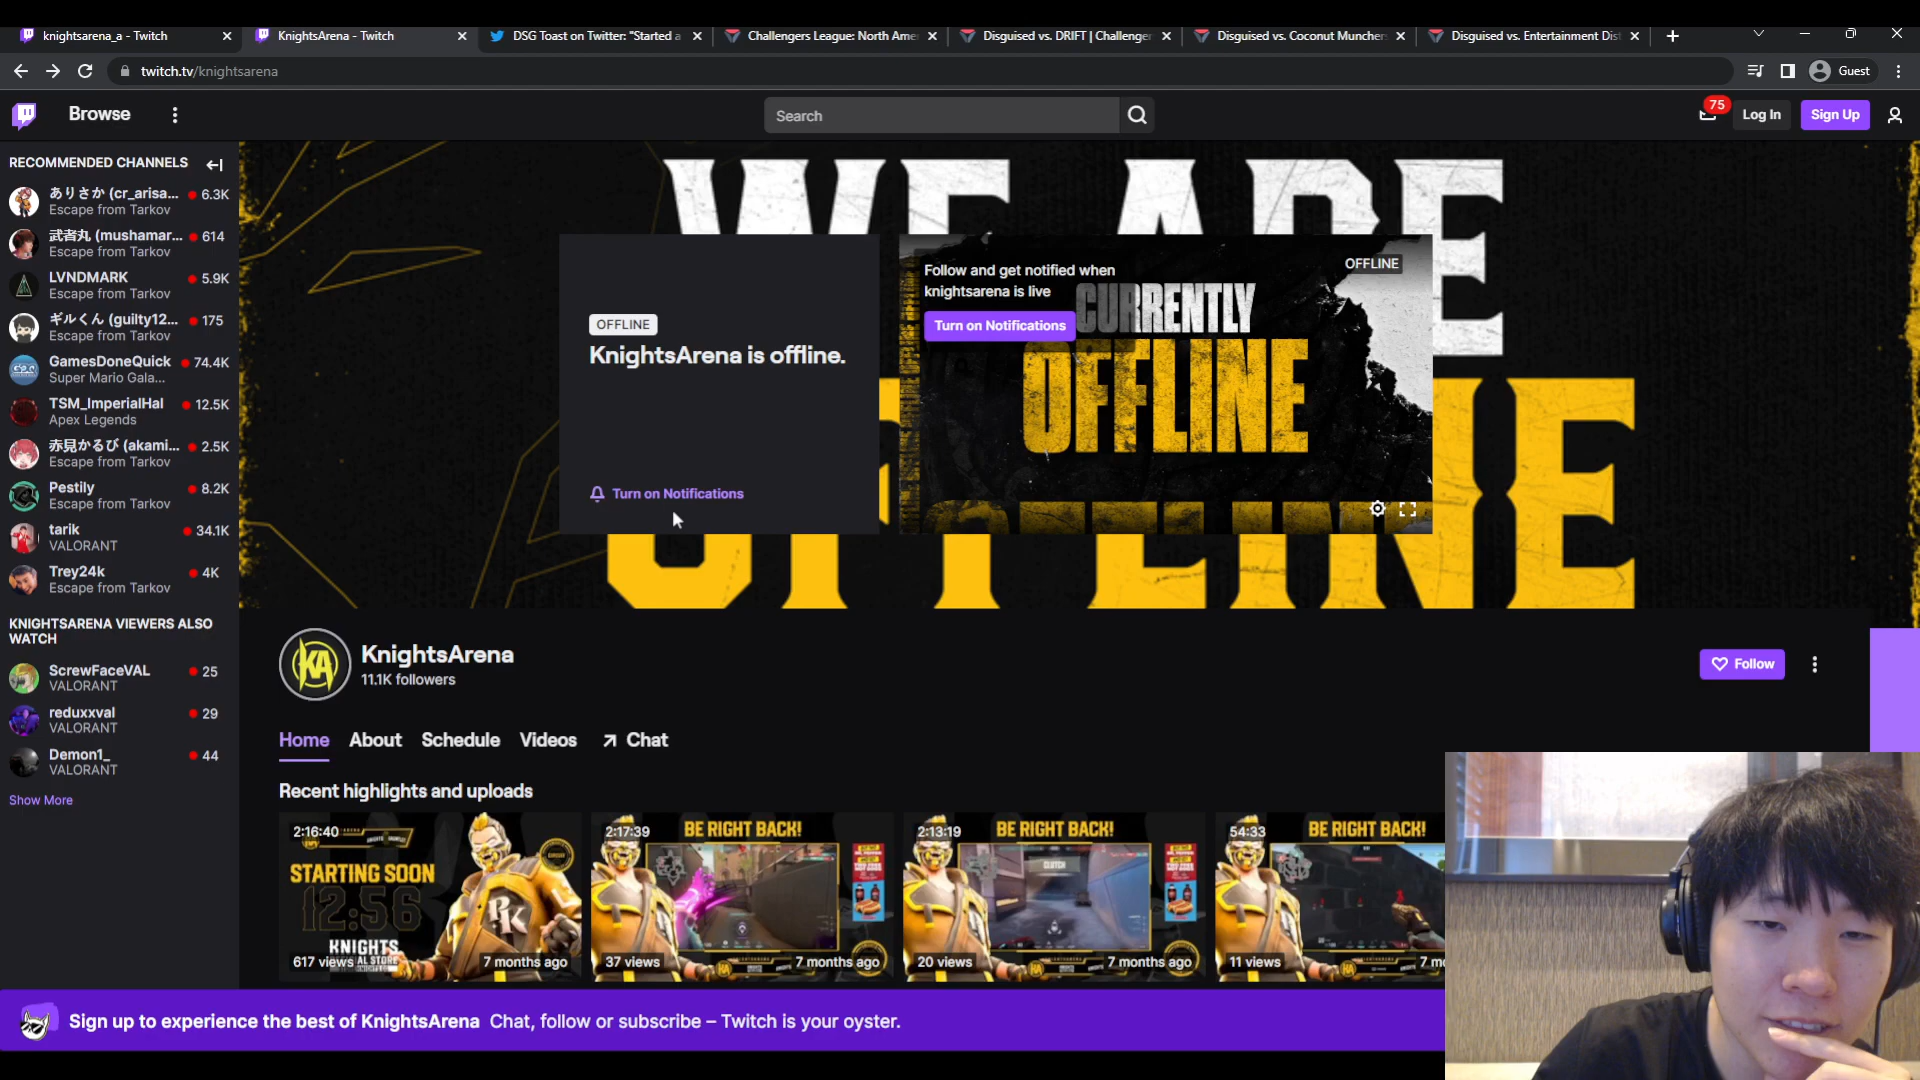 knightsarena_a - Twitch
KnightsArena - Twitch
DSG Toast on Twitter: "Started a
Challengers League: North Ame
Disguised vs. DRIFT | Challenger
Disguised vs. Coconut Muncher
Disguised vs. Entertainment Dis
twitch.tv/knightsarena
Guest
Browse
Search
75
Log In
Sign Up
RECOMMENDED CHANNELS
ありさか (cr_arisa...
6.3K
Escape from Tarkov
武者丸 (mushamar...
614
Escape from Tarkov
LVNDMARK
5.9K
Escape from Tarkov
ギルくん (guilty12...
175
Escape from Tarkov
GamesDoneQuick
74.4K
Super Mario Gala...
TSM_ImperialHal
12.5K
Apex Legends
赤見かるび (akami...
2.5K
Escape from Tarkov
Pestily
8.2K
Escape from Tarkov
tarik
34.1K
VALORANT
Trey24k
4K
Escape from Tarkov
KNIGHTSARENA VIEWERS ALSO
WATCH
ScrewFaceVAL
25
VALORANT
reduxxval
29
VALORANT
Demon1_
44
VALORANT
Show More
WE ARE
OFFLINE
OFFLINE
KnightsArena is offline.
Turn on Notifications
Follow and get notified when
knightsarena is live
Turn on Notifications
OFFLINE
CURRENTLY
OFFLINE
KA
KnightsArena
11.1K followers
Follow
Home
About
Schedule
Videos
Chat
Recent highlights and uploads
2:16:40
STARTING SOON
12:56
KNIGHTS
617 views
7 months ago
2:17:39
BE RIGHT BACK!
37 views
7 months ago
2:13:19
BE RIGHT BACK!
CLUTCH
20 views
7 months ago
54:33
BE RIGHT BACK!
11 views
Sign up to experience the best of KnightsArena
Chat, follow or subscribe – Twitch is your oyster.